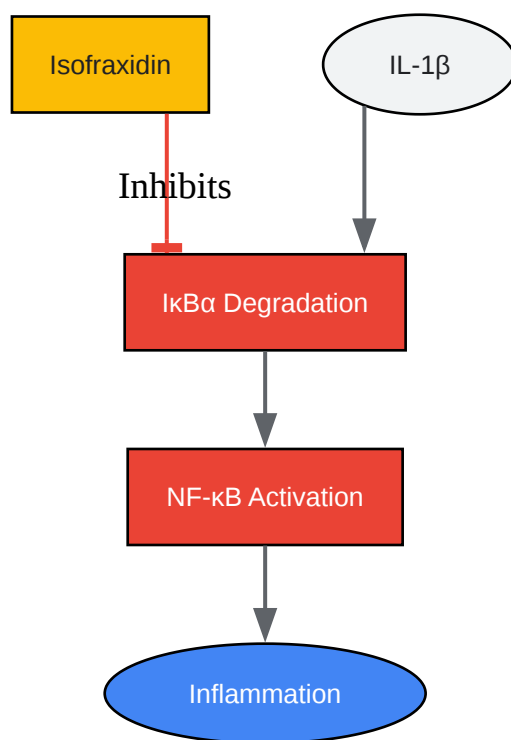 Isofraxidin
IL-1β
Inhibits
IκBα Degradation
NF-κB Activation
Inflammation